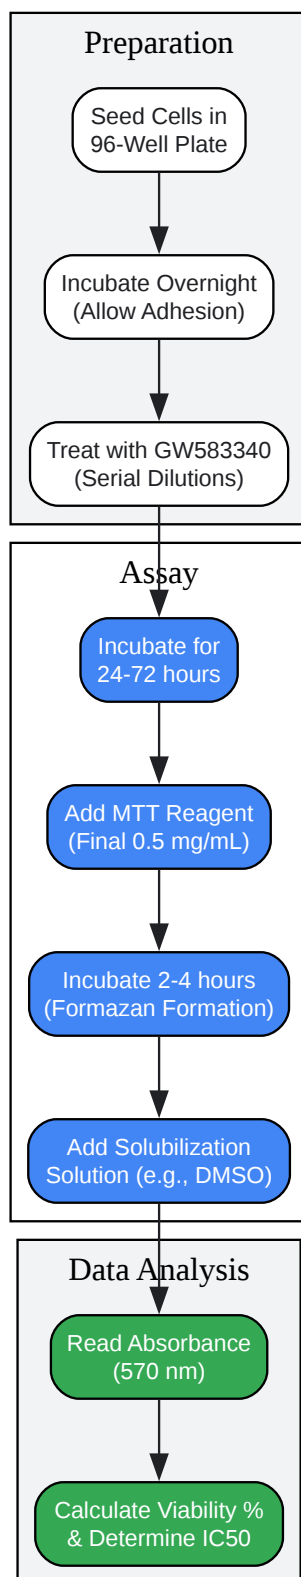 Preparation
Seed Cells in
96-Well Plate
Incubate Overnight
(Allow Adhesion)
Treat with GW583340
(Serial Dilutions)
Assay
Incubate for
24-72 hours
Add MTT Reagent
(Final 0.5 mg/mL)
Incubate 2-4 hours
(Formazan Formation)
Add Solubilization
Solution (e.g., DMSO)
Data Analysis
Read Absorbance
(570 nm)
Calculate Viability %
& Determine IC50